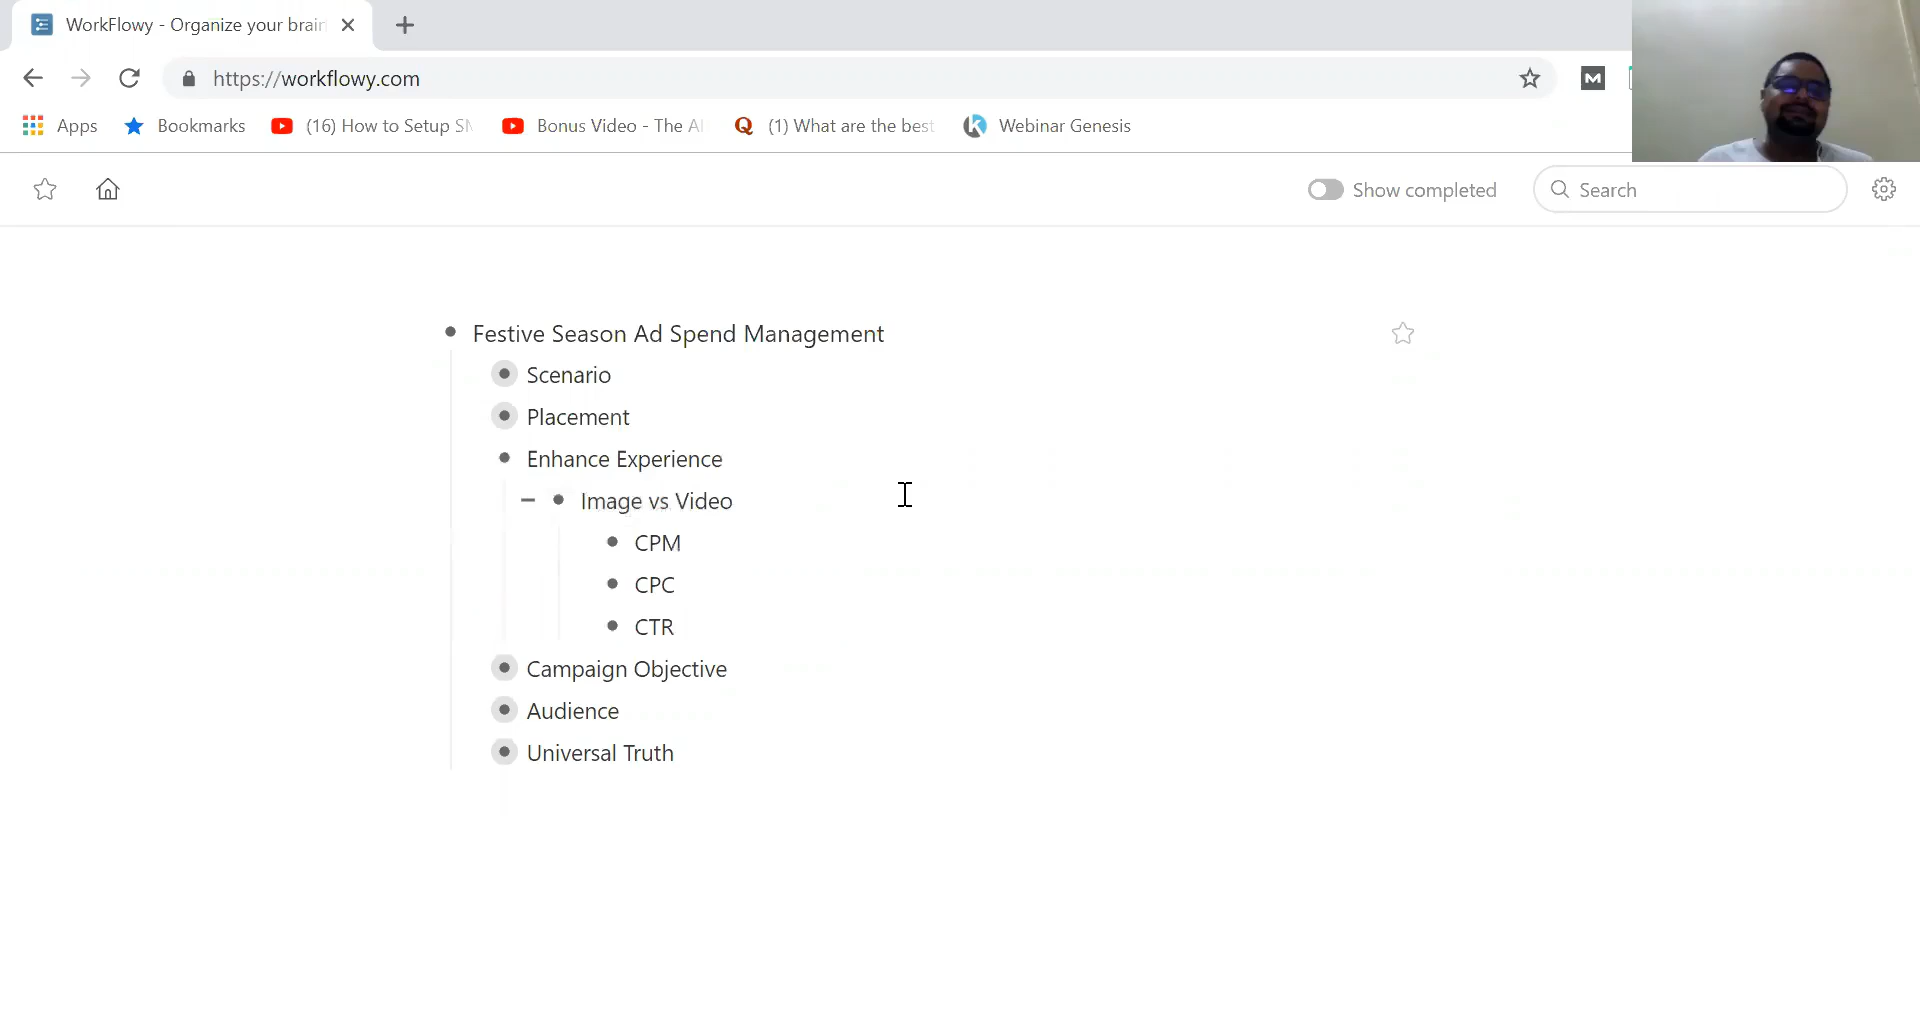 WorkFlowy - Organize your brain
https://workflowy.com
Apps Bookmarks (16) How to Setup SM Bonus Video - The (1) What are the best Webinar Genesis
Show completed Search
Festive Season Ad Spend Management
Scenario
Placement
Enhance Experience
Image vs Video
CPM
CPC
CTR
Campaign Objective
Audience
Universal Truth